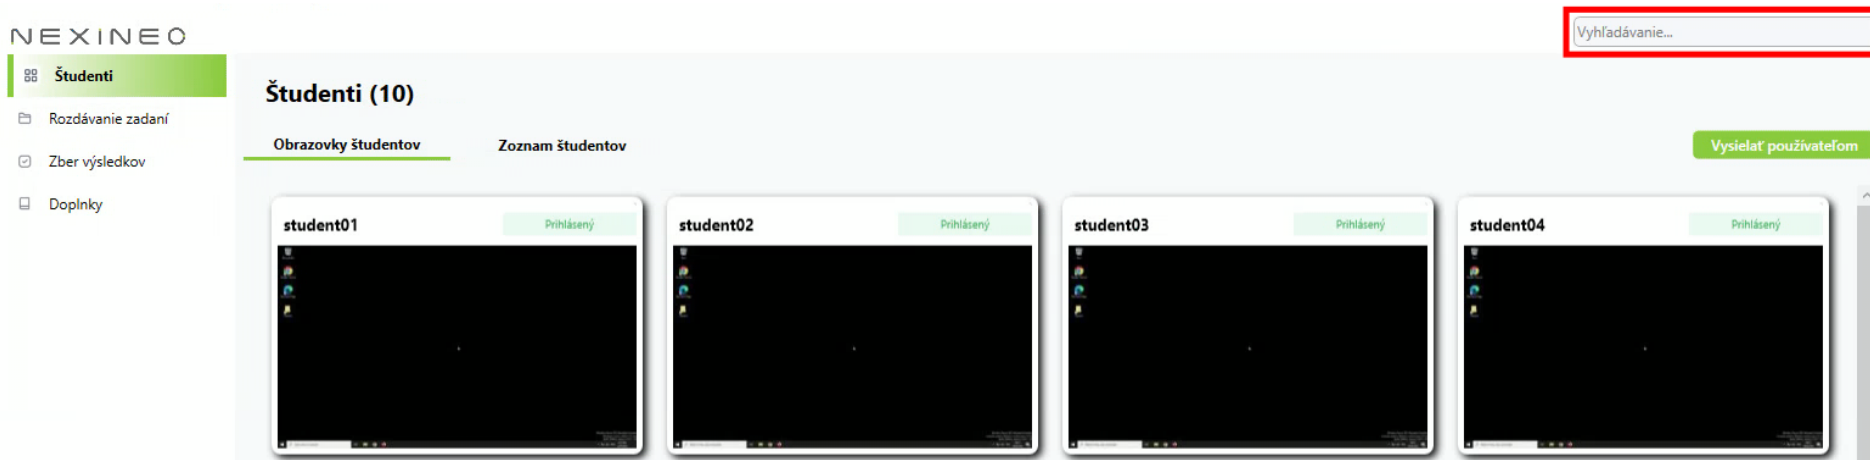 NEXINEO
Vyhľadávanie...
Študenti
Rozdávanie zadaní
Zber výsledkov
Doplnky
Študenti (10)
Obrazovky študentov
Zoznam študentov
Vysielať používateľom
student01
Prihlásený
student02
Prihlásený
student03
Prihlásený
student04
Prihlásený